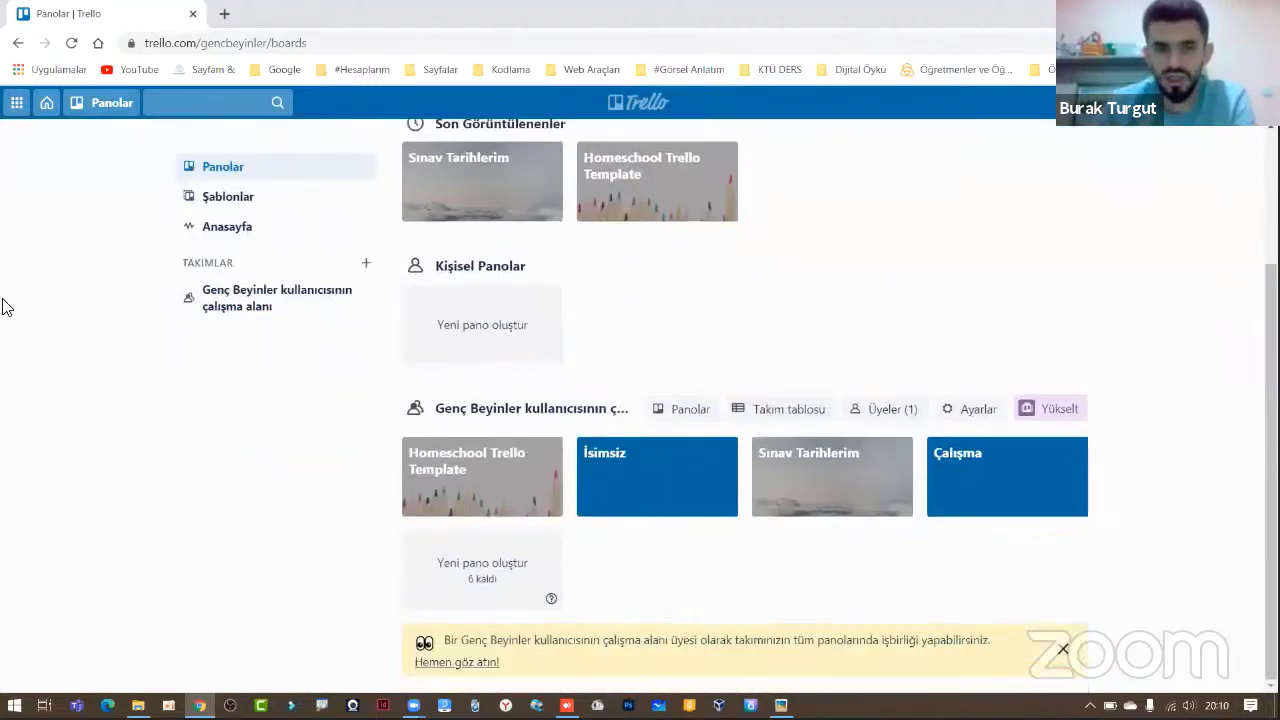 Panolar | Trello
trello.com/gencbeyinler/boards
Uygulamalar
YouTube
Sayfam &
Google
#Hesaplarım
Sayfalar
Kodlama
Web Araçları
#Görsel Anlatım
KTÜ DERS
Dijital Öykü
Öğretmenler ve Öğ...
Burak Turgut
Panolar
Trello
Panolar
Şablonlar
Anasayfa
TAKIMLAR
Genç Beyinler kullanıcısının
çalışma alanı
Son Görüntülenenler
Sınav Tarihlerim
Homeschool Trello
Template
Kişisel Panolar
Yeni pano oluştur
Genç Beyinler kullanıcısının ç...
Panolar
Takım tablosu
Üyeler (1)
Ayarlar
Yükselt
Homeschool Trello
Template
İsimsiz
Sınav Tarihlerim
Çalışma
Yeni pano oluştur
6 kaldı
Bir Genç Beyinler kullanıcısının çalışma alanı üyesi olarak takımınızın tüm panolarında işbirliği yapabilirsiniz.
Hemen göz atın!
zoom
20:10